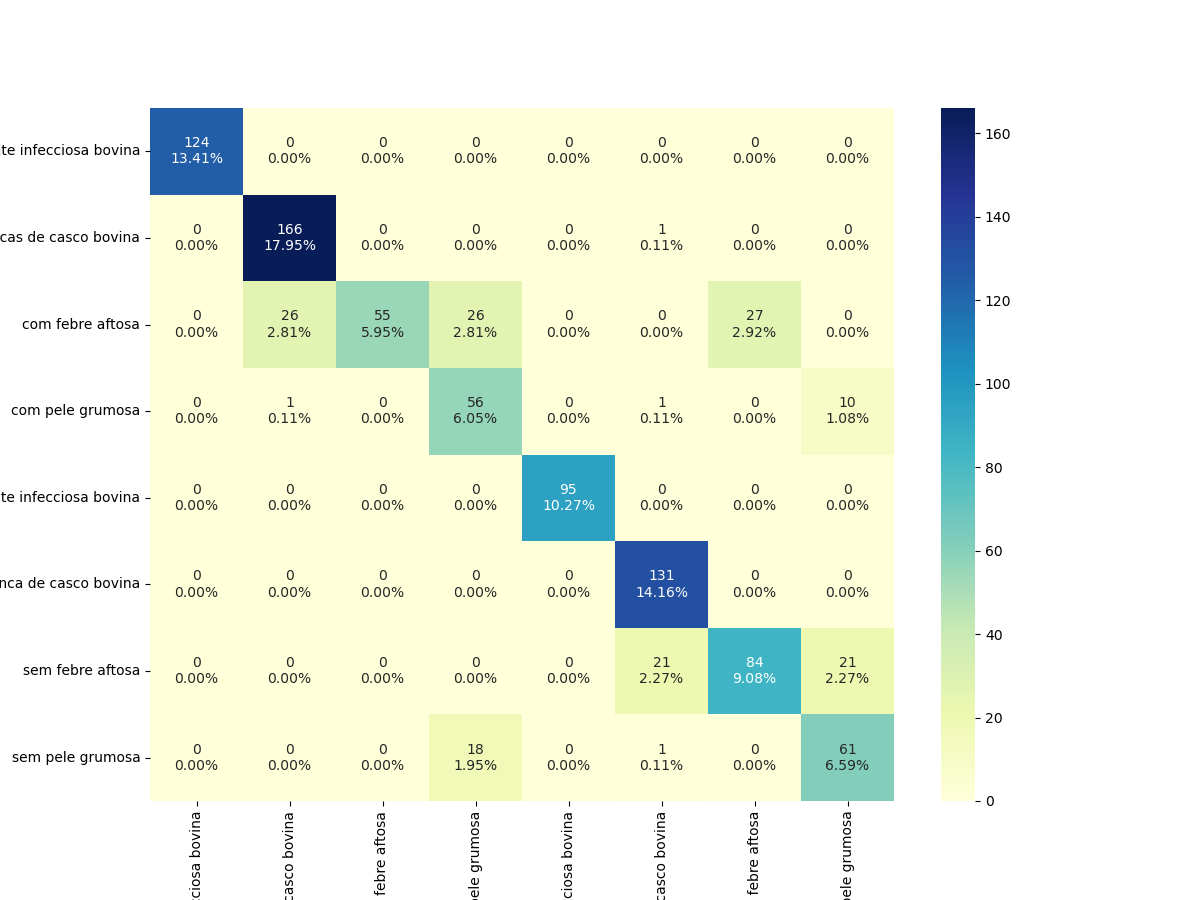 124 0 0 0 0 0 0 0
te infecciosa bovina 13.41% 0.00% 0.00% 0.00% 0.00% 0.00% 0.00% 0.00%
0 166 0 0 0 1 0 0
cas de casco bovina 0.00% 17.95% 0.00% 0.00% 0.00% 0.11% 0.00% 0.00%
0 26 55 26 0 0 27 0
com febre aftosa 0.00% 2.81% 5.95% 2.81% 0.00% 0.00% 2.92% 0.00%
0 1 0 56 0 1 0 10
com pele grumosa 0.00% 0.11% 0.00% 6.05% 0.00% 0.11% 0.00% 1.08%
0 0 0 0 95 0 0 0
te infecciosa bovina 0.00% 0.00% 0.00% 0.00% 10.27% 0.00% 0.00% 0.00%
0 0 0 0 0 131 0 0
nca de casco bovina 0.00% 0.00% 0.00% 0.00% 0.00% 14.16% 0.00% 0.00%
0 0 0 0 0 21 84 21
sem febre aftosa 0.00% 0.00% 0.00% 0.00% 0.00% 2.27% 9.08% 2.27%
0 0 0 18 0 1 0 61
sem pele grumosa 0.00% 0.00% 0.00% 1.95% 0.00% 0.11% 0.00% 6.59%
cciosa bovina
casco bovina
febre aftosa
pele grumosa
ciosa bovina
casco bovina
febre aftosa
pele grumosa
160
140
120
100
80
60
40
20
0